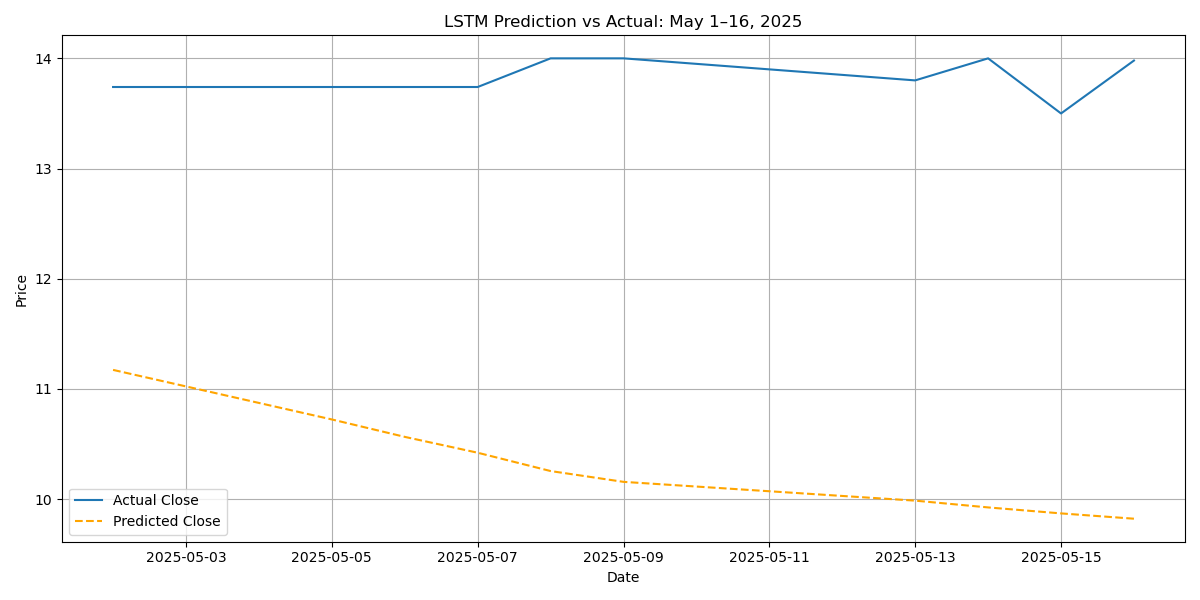 LSTM Prediction vs Actual: May 1–16, 2025
14
13
12
11
10
Price
Actual Close
Predicted Close
2025-05-03
2025-05-05
2025-05-07
2025-05-09
2025-05-11
2025-05-13
2025-05-15
Date